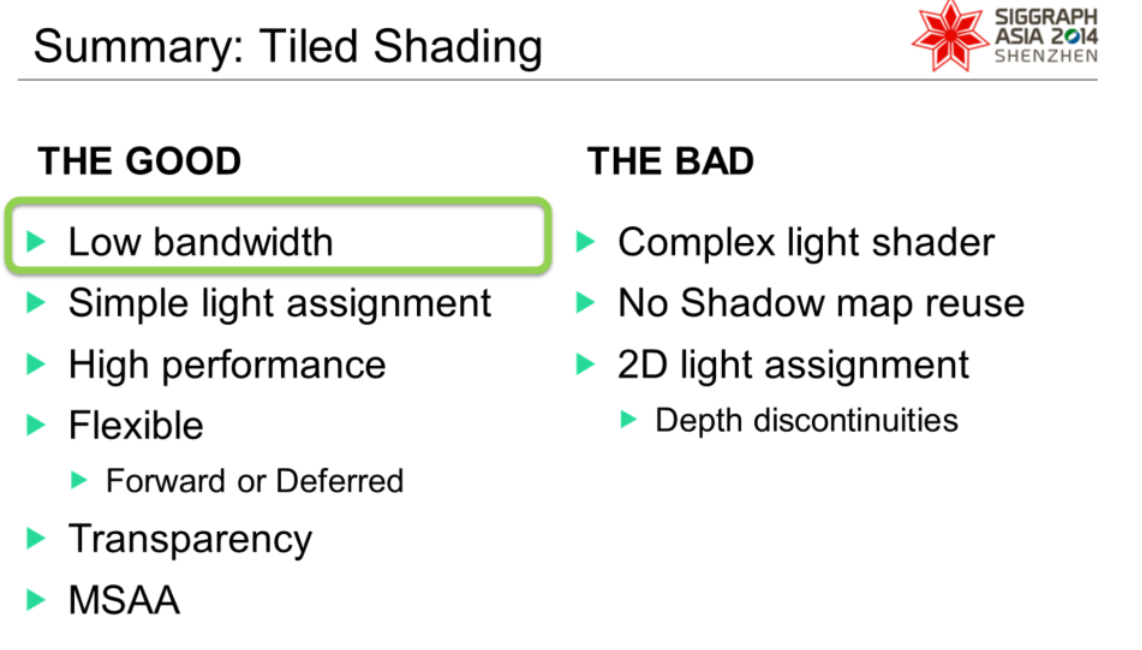 Summary: Tiled Shading
SIGGRAPH
ASIA 2014
SHENZHEN
THE GOOD
Low bandwidth
Simple light assignment
High performance
Flexible
Forward or Deferred
Transparency
MSAA
THE BAD
Complex light shader
No Shadow map reuse
2D light assignment
Depth discontinuities